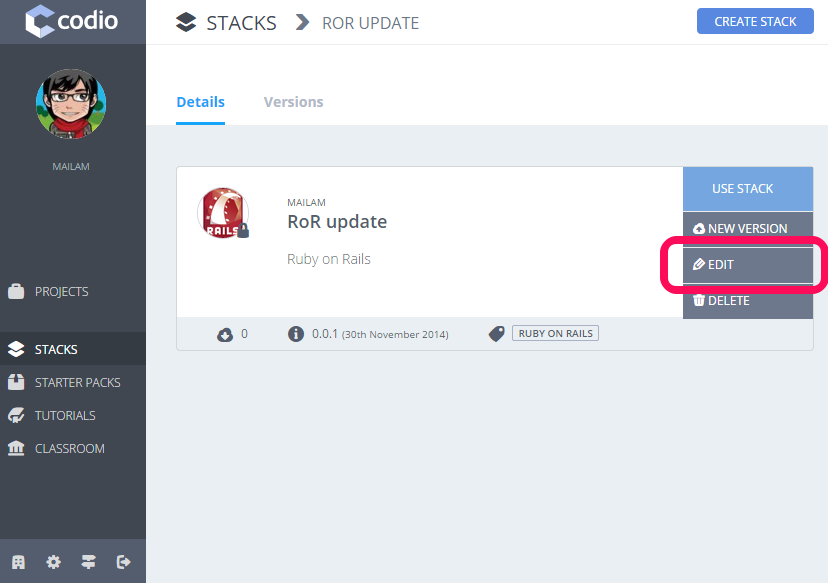 codio
STACKS ROR UPDATE
CREATE STACK
MAILAM
PROJECTS
STACKS
STARTER PACKS
TUTORIALS
CLASSROOM
Details Versions
RAILS
MAILAM
RoR update
Ruby on Rails
USE STACK
NEW VERSION
EDIT
DELETE
0 0.0.1 (30th November 2014) RUBY ON RAILS